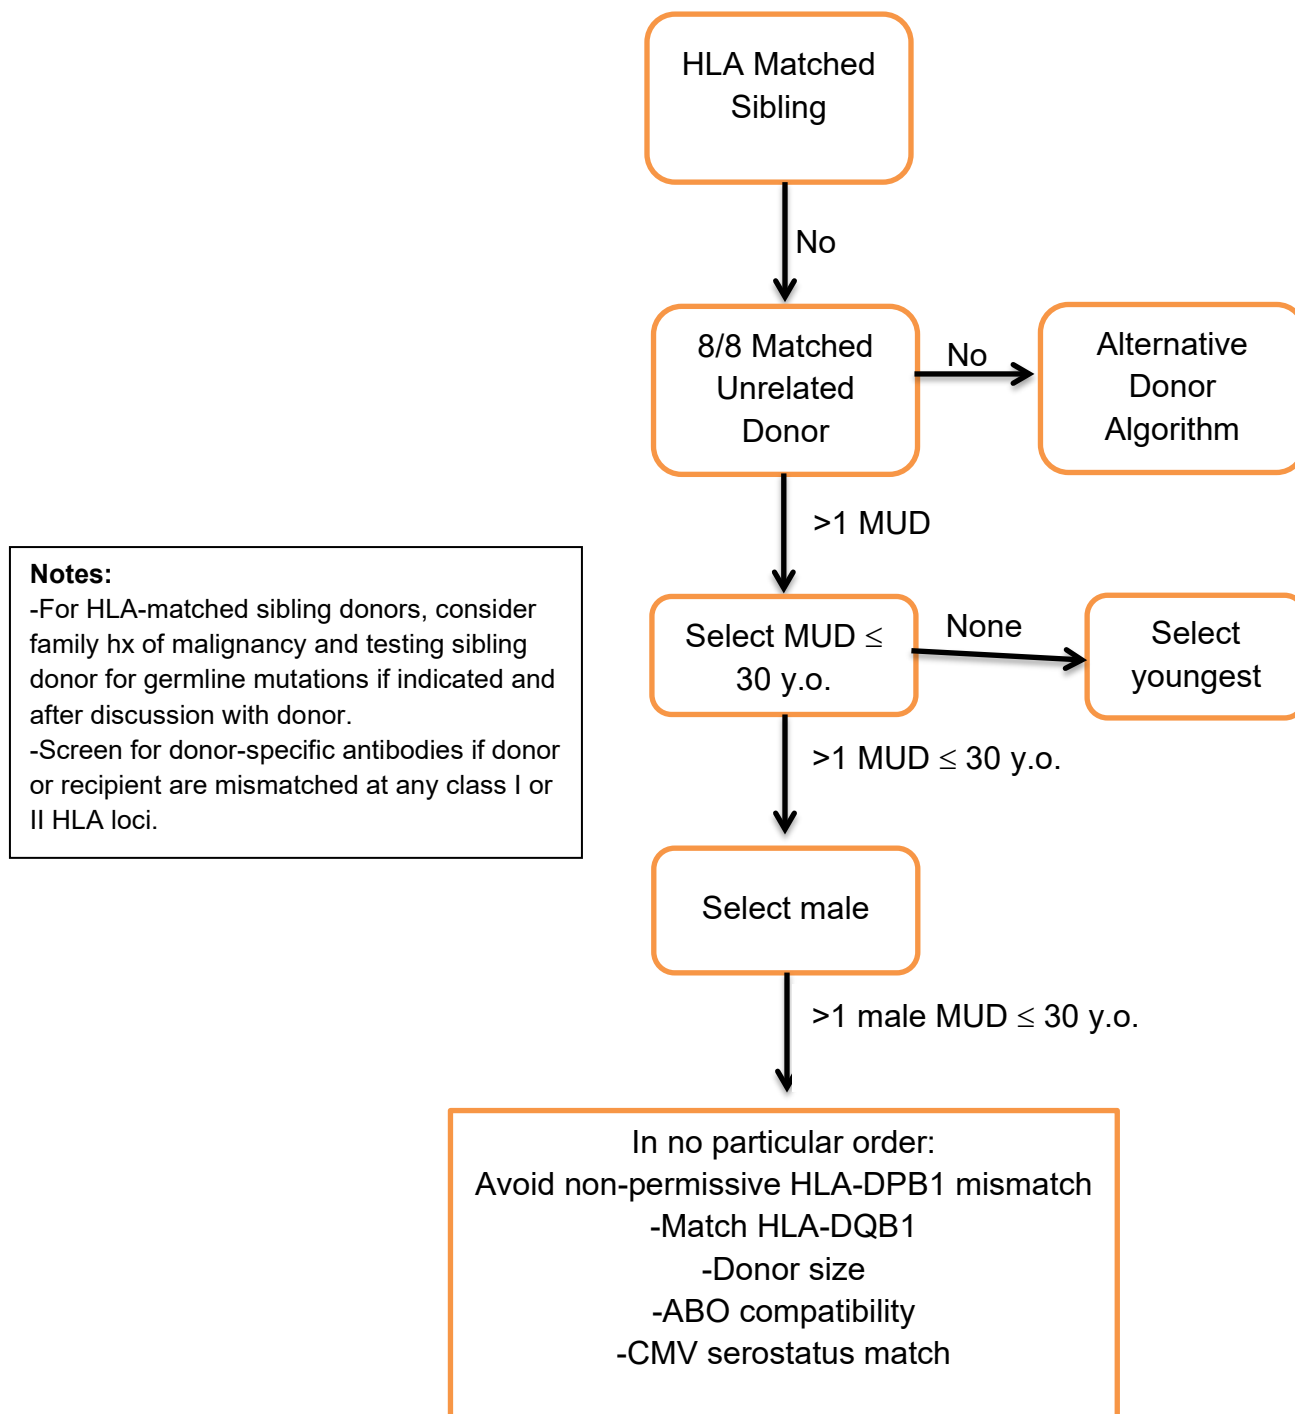 HLA Matched
Sibling
No
8/8 Matched
Unrelated
Donor
No
Alternative
Donor
Algorithm
>1 MUD
Notes:
-For HLA-matched sibling donors, consider
family hx of malignancy and testing sibling
donor for germline mutations if indicated and
after discussion with donor.
-Screen for donor-specific antibodies if donor
or recipient are mismatched at any class I or
II HLA loci.
Select MUD ≤
30 y.o.
None
Select
youngest
>1 MUD ≤ 30 y.o.
Select male
>1 male MUD ≤ 30 y.o.
In no particular order:
Avoid non-permissive HLA-DPB1 mismatch
-Match HLA-DQB1
-Donor size
-ABO compatibility
-CMV serostatus match